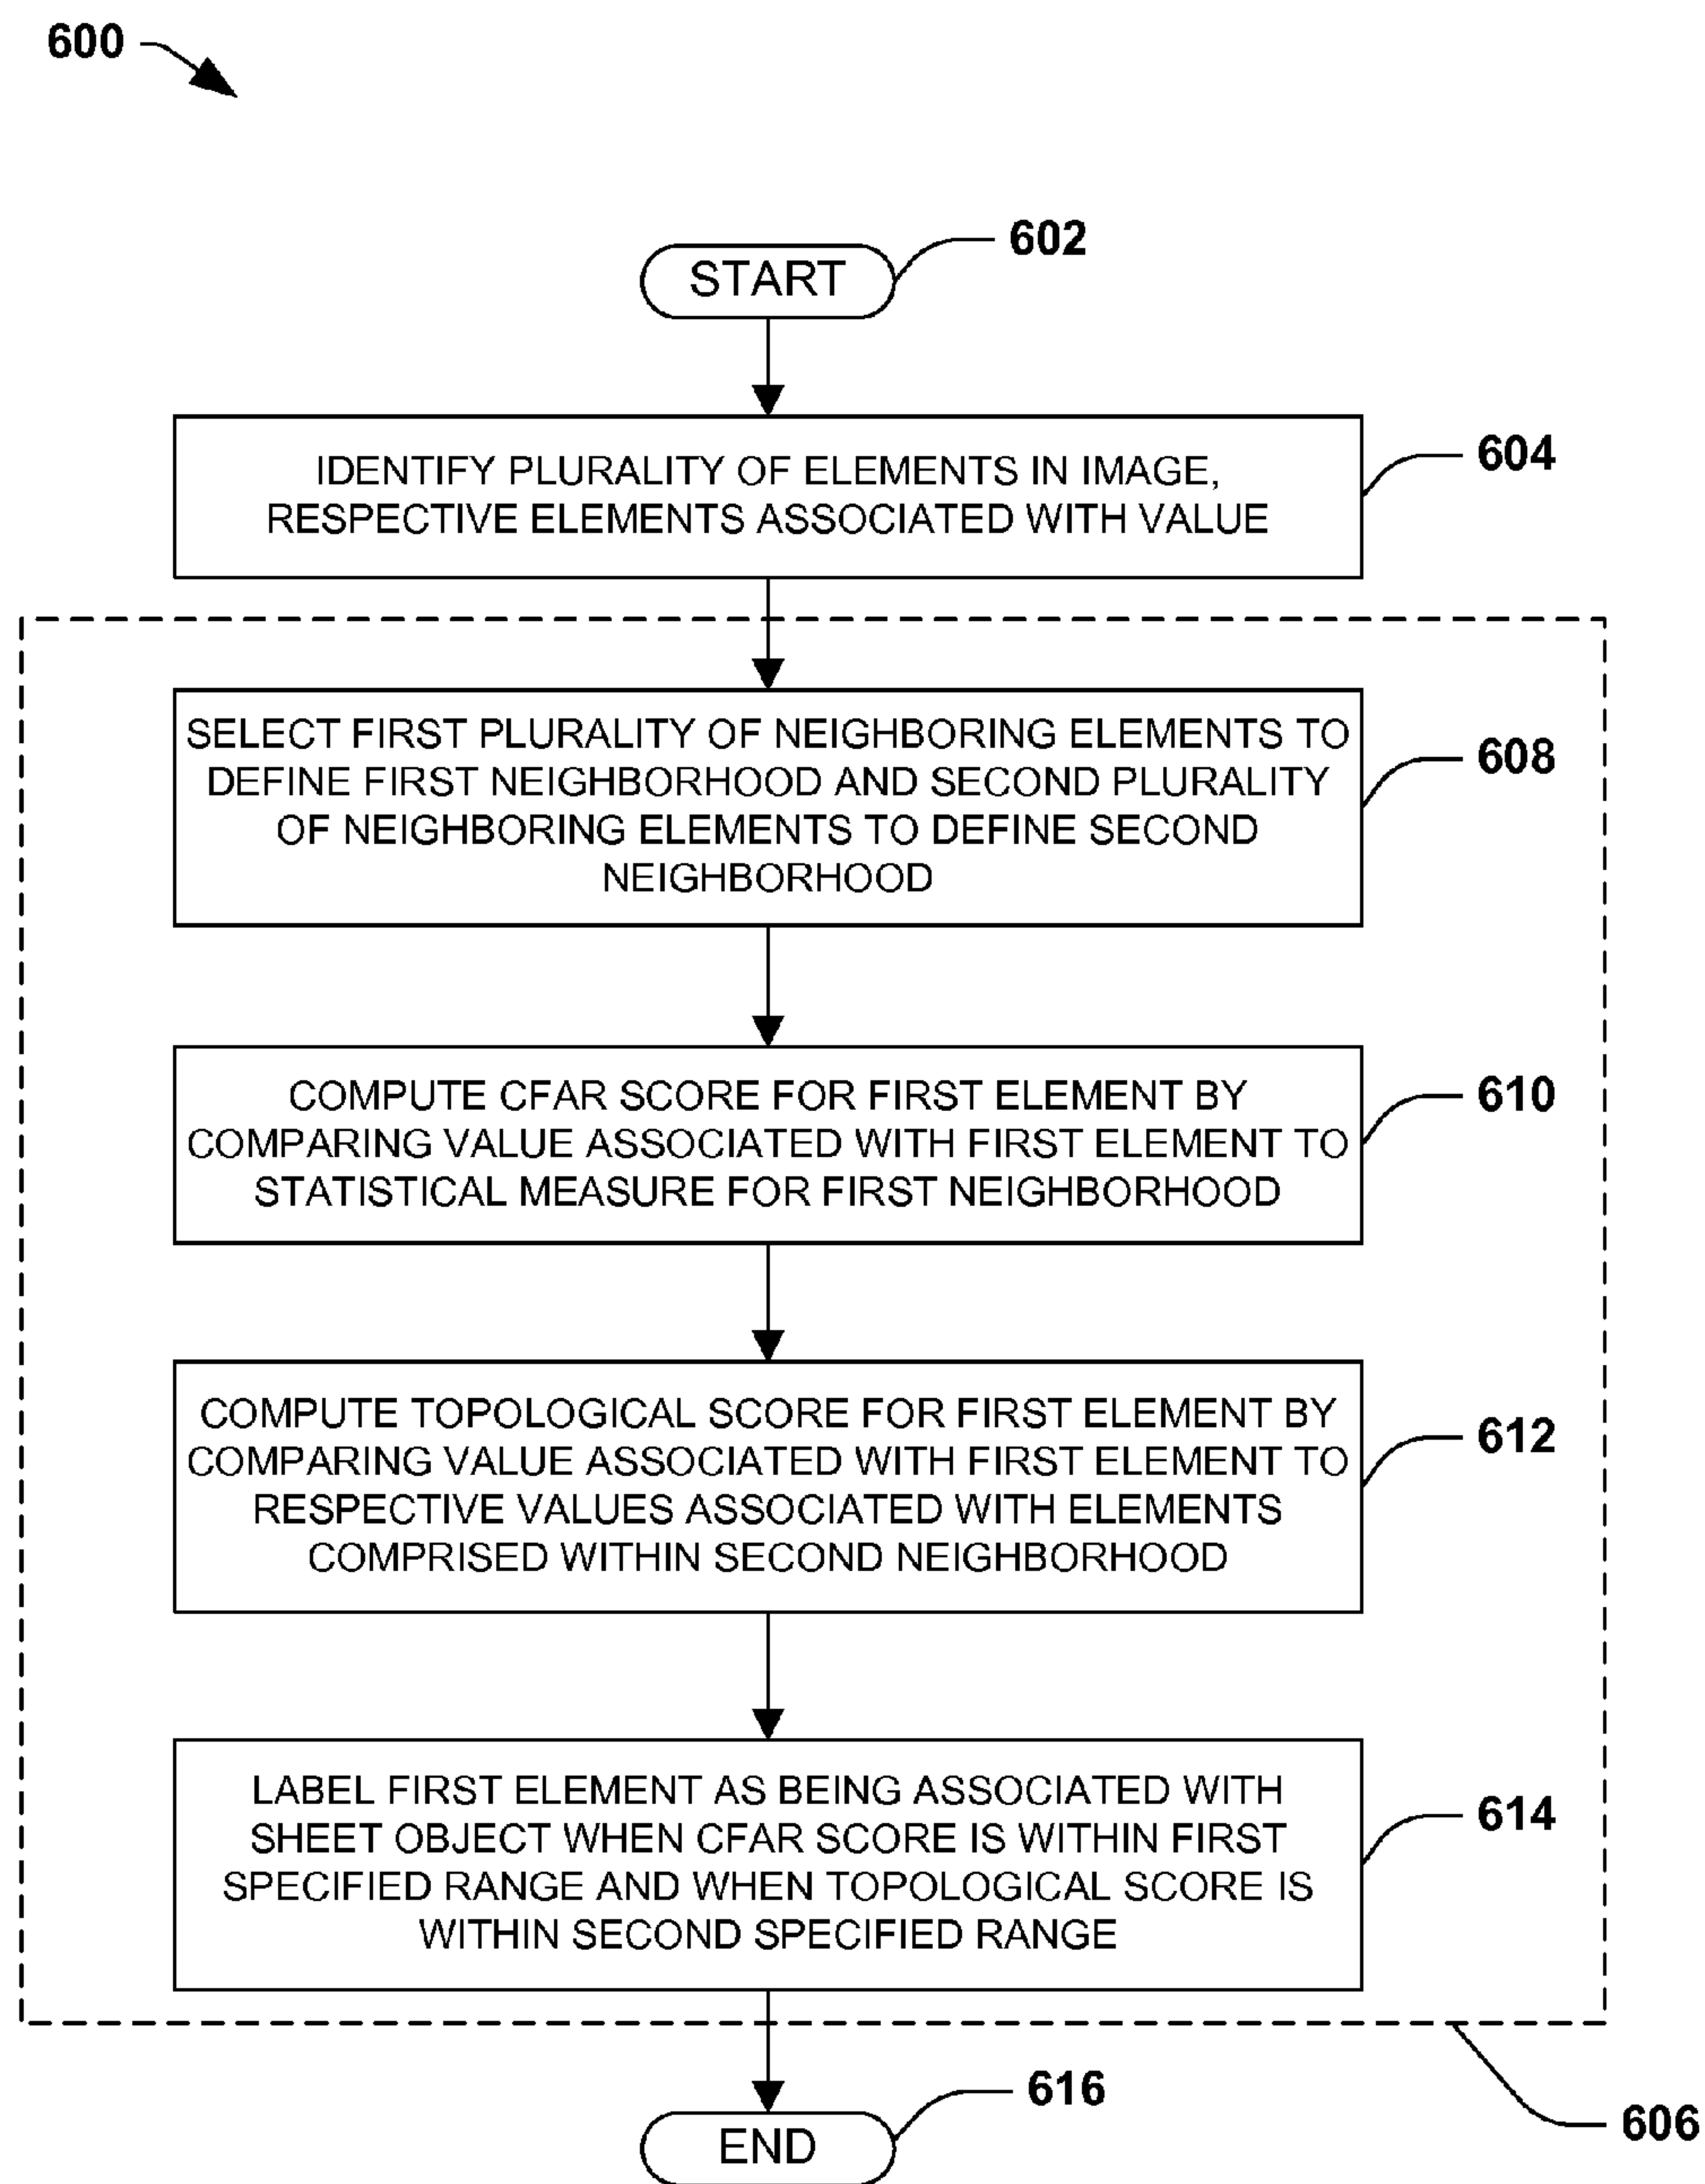 600
602
START
604
IDENTIFY PLURALITY OF ELEMENTS IN IMAGE,
RESPECTIVE ELEMENTS ASSOCIATED WITH VALUE
608
SELECT FIRST PLURALITY OF NEIGHBORING ELEMENTS TO
DEFINE FIRST NEIGHBORHOOD AND SECOND PLURALITY
OF NEIGHBORING ELEMENTS TO DEFINE SECOND
NEIGHBORHOOD
610
COMPUTE CFAR SCORE FOR FIRST ELEMENT BY
COMPARING VALUE ASSOCIATED WITH FIRST ELEMENT TO
STATISTICAL MEASURE FOR FIRST NEIGHBORHOOD
612
COMPUTE TOPOLOGICAL SCORE FOR FIRST ELEMENT BY
COMPARING VALUE ASSOCIATED WITH FIRST ELEMENT TO
RESPECTIVE VALUES ASSOCIATED WITH ELEMENTS
COMPRISED WITHIN SECOND NEIGHBORHOOD
614
LABEL FIRST ELEMENT AS BEING ASSOCIATED WITH
SHEET OBJECT WHEN CFAR SCORE IS WITHIN FIRST
SPECIFIED RANGE AND WHEN TOPOLOGICAL SCORE IS
WITHIN SECOND SPECIFIED RANGE
616
END
606